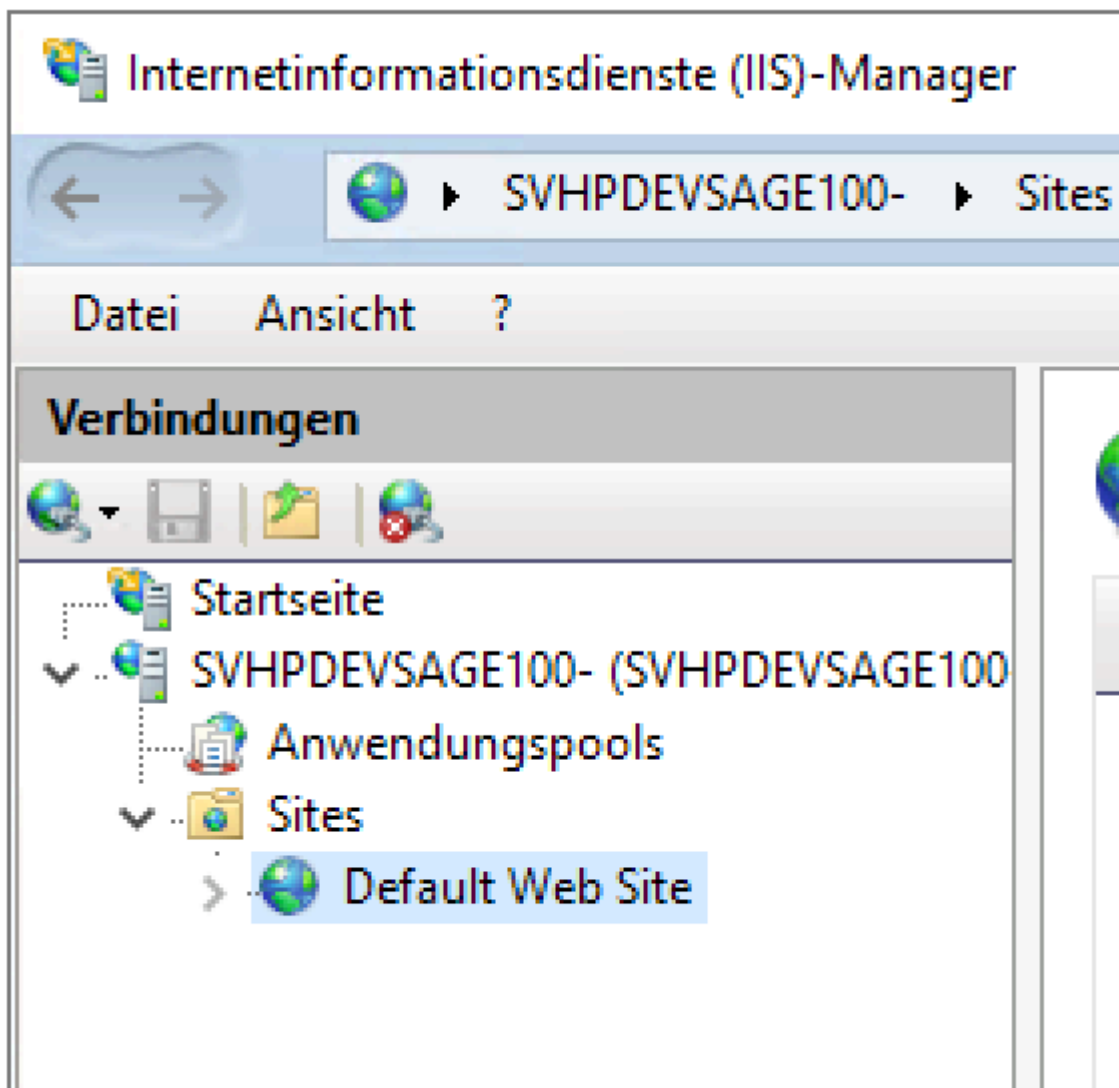 Internetinformationsdienste (IIS)-Manager
SVHPDEVSAGE100- Sites
Datei Ansicht ?
Verbindungen
Startseite
SVHPDEVSAGE100- (SVHPDEVSAGE100
Anwendungspools
Sites
Default Web Site